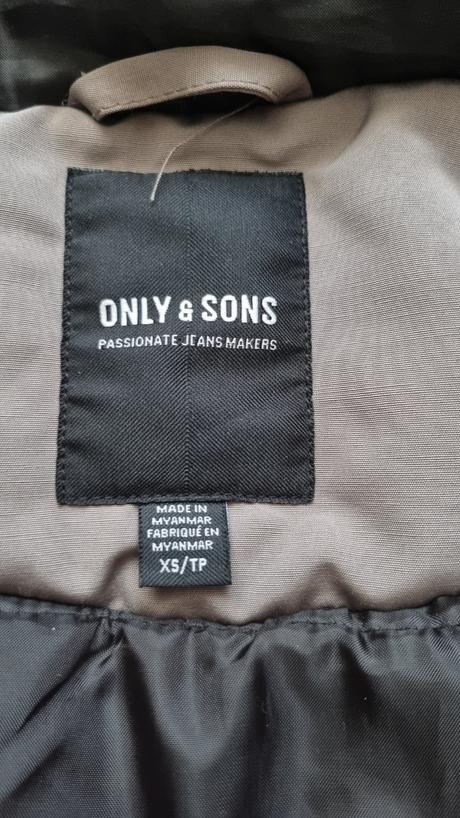 ONLY & SONS
PASSIONATE JEANS MAKERS
MADE IN
MYANMAR
FABRIQUÉ EN
MYANMAR
XS/TP